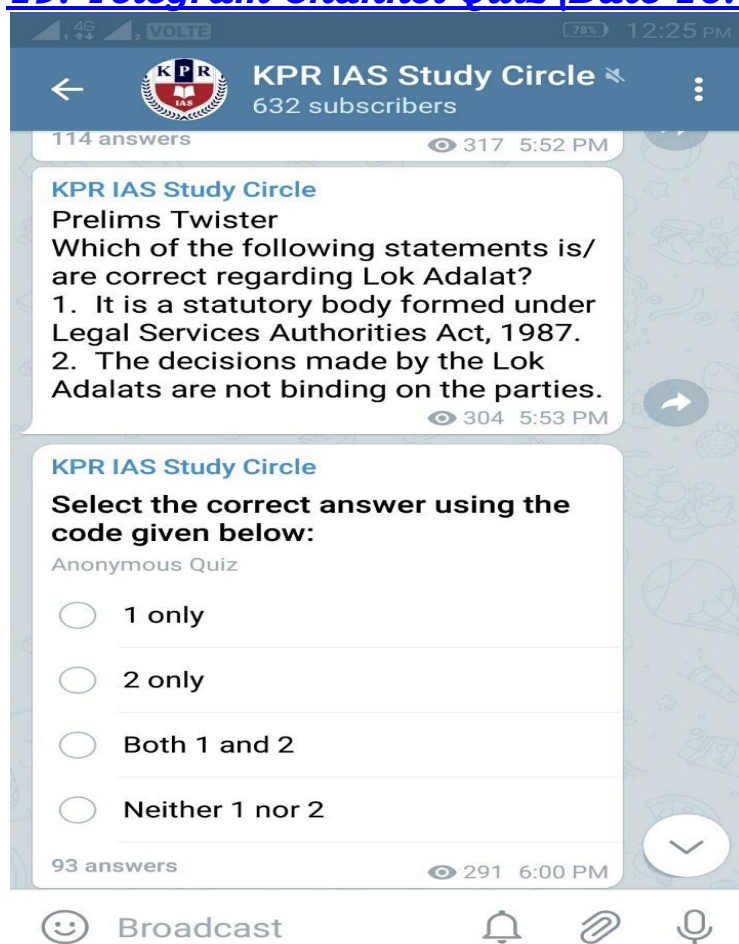 4G
2 VOLTE
78%
12:25 PM
KPR
IAS
KPR IAS Study Circle
632 subscribers
114 answers
317 5:52 PM
KPR IAS Study Circle
Prelims Twister
Which of the following statements is/
are correct regarding Lok Adalat?
1. It is a statutory body formed under
Legal Services Authorities Act, 1987.
2. The decisions made by the Lok
Adalats are not binding on the parties.
304 5:53 PM
KPR IAS Study Circle
Select the correct answer using the
code given below:
Anonymous Quiz
1 only
2 only
Both 1 and 2
Neither 1 nor 2
93 answers
291 6:00 PM
Broadcast